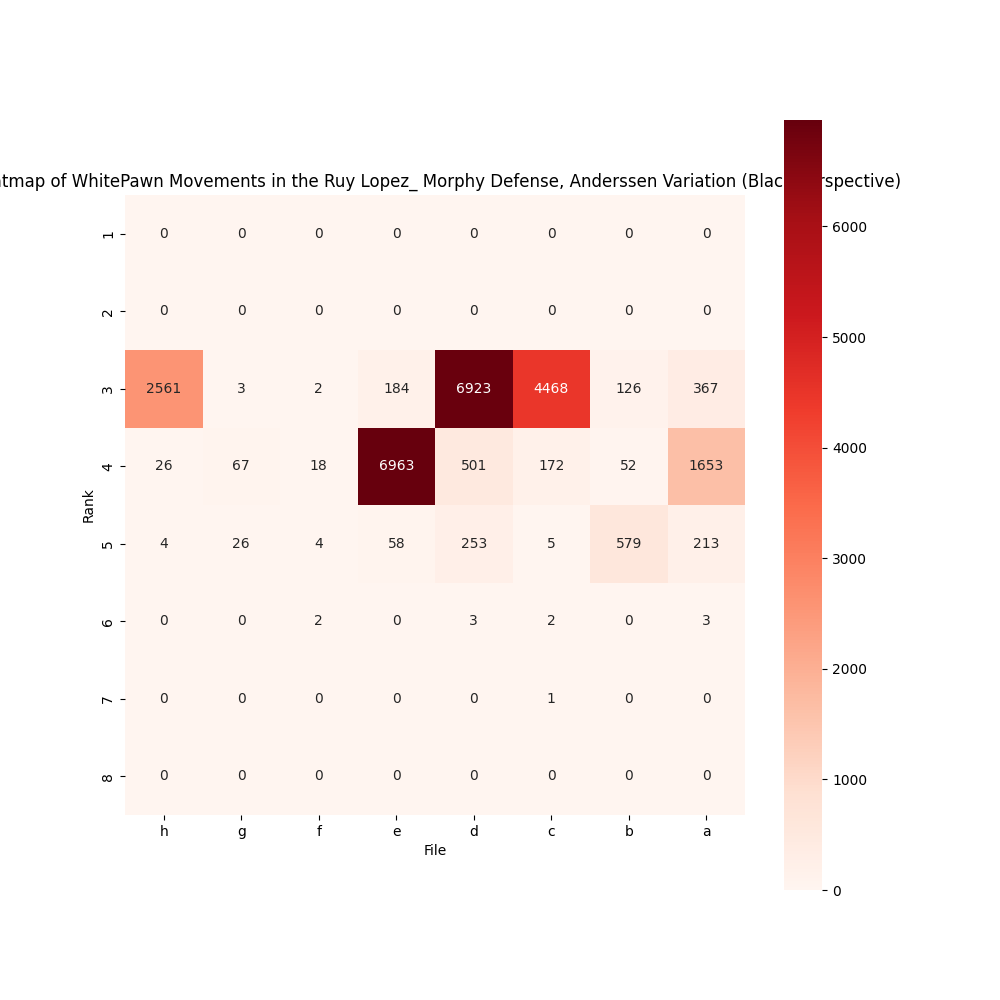 tmap of WhitePawn Movements in the Ruy Lopez_ Morphy Defense, Anderssen Variation (Blac rspective)
1 0 0 0 0 0 0 0 0
2 0 0 0 0 0 0 0 0
3 2561 3 2 184 6923 4468 126 367
4 26 67 18 6963 501 172 52 1653
Rank
5 4 26 4 58 253 5 579 213
6 0 0 2 0 3 2 0 3
7 0 0 0 0 0 1 0 0
8 0 0 0 0 0 0 0 0
h g f e d c b a
File
6000
5000
4000
3000
2000
1000
0